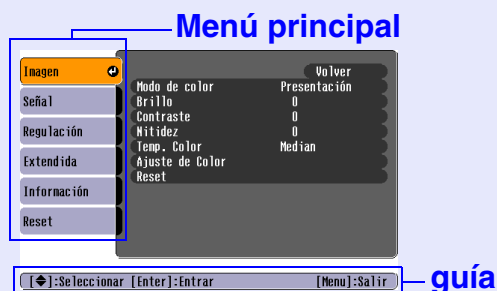 Menú principal
Imagen
Señal
Regulación
Extendida
Información
Reset
Volver
Modo de color Presentación
Brillo 0
Contraste 0
Nitidez 0
Temp. Color Median
Ajuste de Color
Reset
[◆]:Seleccionar [Enter]:Entrar [Menu]:Salir
guía